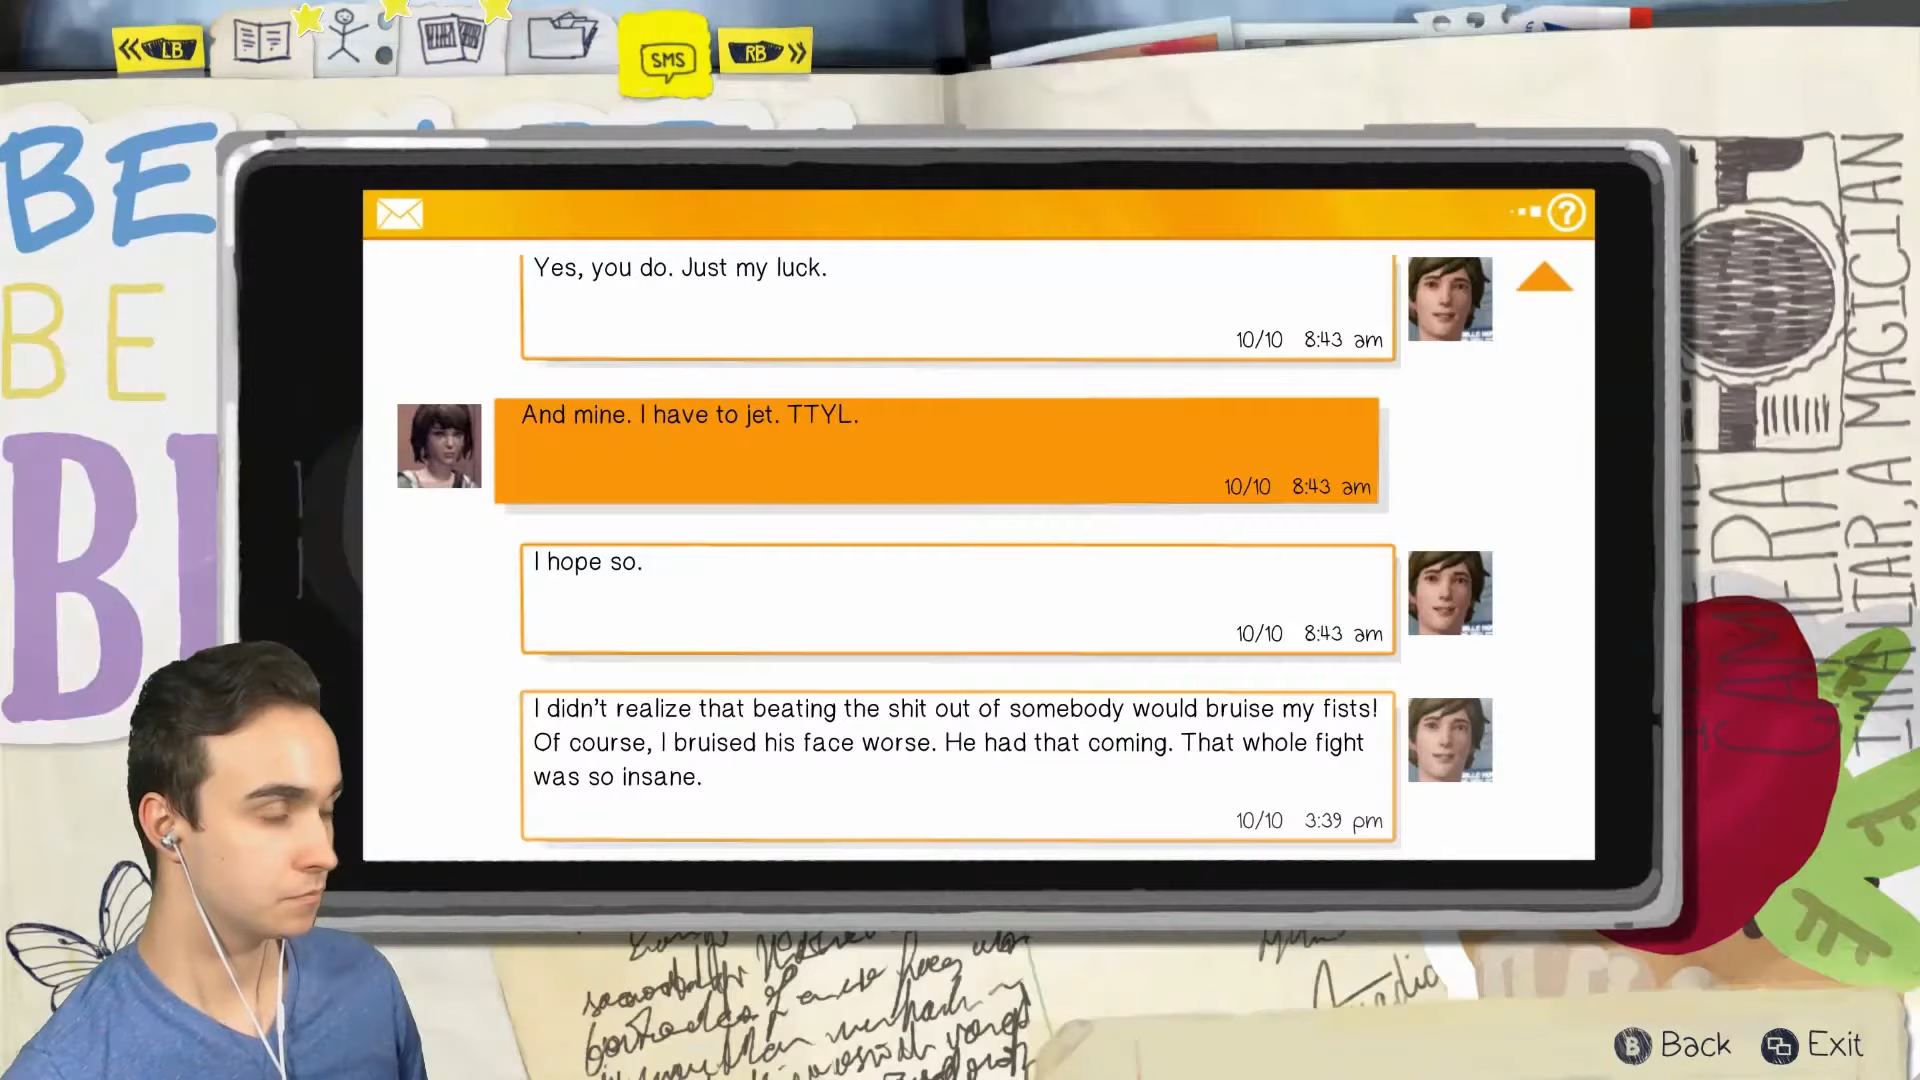 LB
SMS
RB
BE
BE
Yes, you do. Just my luck.
10/10 8:43 am
And mine. I have to jet. TTYL.
10/10 8:43 am
I hope so.
10/10 8:43 am
I didn't realize that beating the shit out of somebody would bruise my fists!
Of course, I bruised his face worse. He had that coming. That whole fight
was so insane.
10/10 3:39 pm
CAMERA
LIAR, A MAGICIAN
B Back
Exit